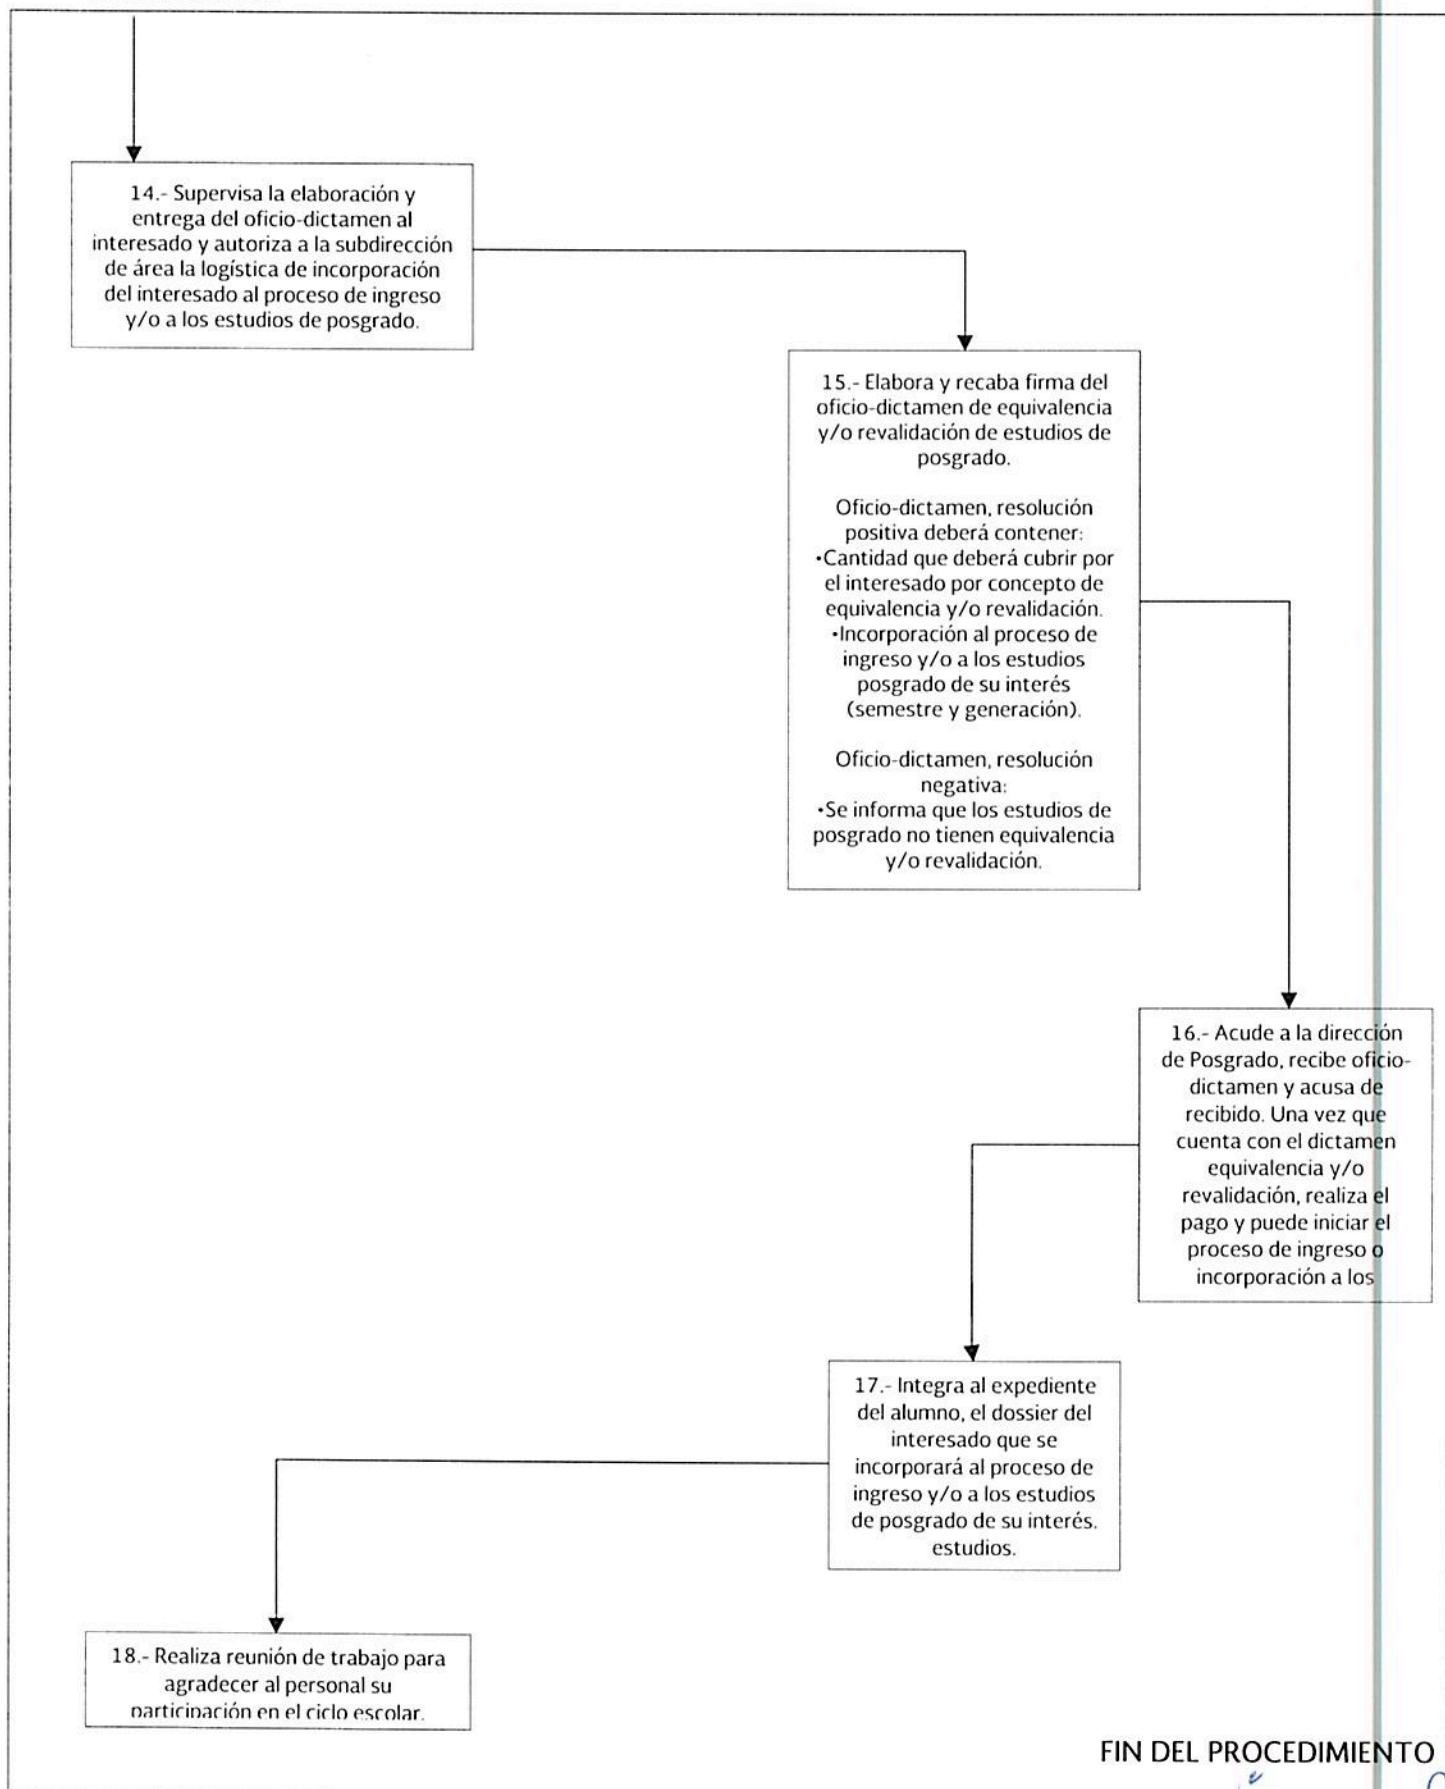 14.- Supervisa la elaboración y
entrega del oficio-dictamen al
interesado y autoriza a la subdirección
de área la logística de incorporación
del interesado al proceso de ingreso
y/o a los estudios de posgrado.
15.- Elabora y recaba firma del
oficio-dictamen de equivalencia
y/o revalidación de estudios de
posgrado.
Oficio-dictamen, resolución
positiva deberá contener:
•Cantidad que deberá cubrir por
el interesado por concepto de
equivalencia y/o revalidación.
•Incorporación al proceso de
ingreso y/o a los estudios
posgrado de su interés
(semestre y generación).
Oficio-dictamen, resolución
negativa:
•Se informa que los estudios de
posgrado no tienen equivalencia
y/o revalidación.
16.- Acude a la dirección
de Posgrado, recibe oficio-
dictamen y acusa de
recibido. Una vez que
cuenta con el dictamen
equivalencia y/o
revalidación, realiza el
pago y puede iniciar el
proceso de ingreso o
incorporación a los
17.- Integra al expediente
del alumno, el dossier del
interesado que se
incorporará al proceso de
ingreso y/o a los estudios
de posgrado de su interés.
estudios.
18.- Realiza reunión de trabajo para
agradecer al personal su
participación en el ciclo escolar.
FIN DEL PROCEDIMIENTO